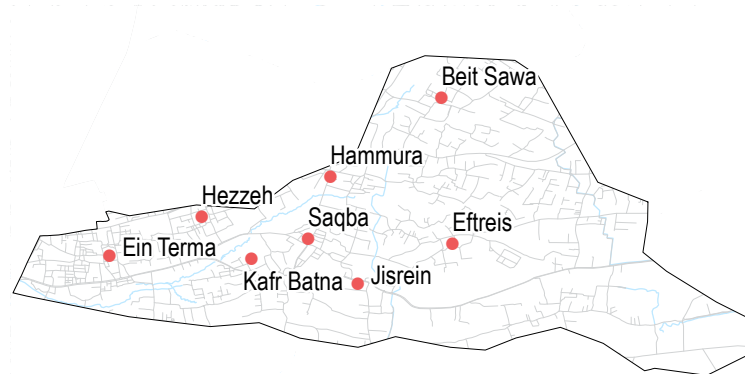 Beit Sawa
Hammura
Hezzeh
Saqba
Eftreis
Ein Terma
Kafr Batna
Jisrein